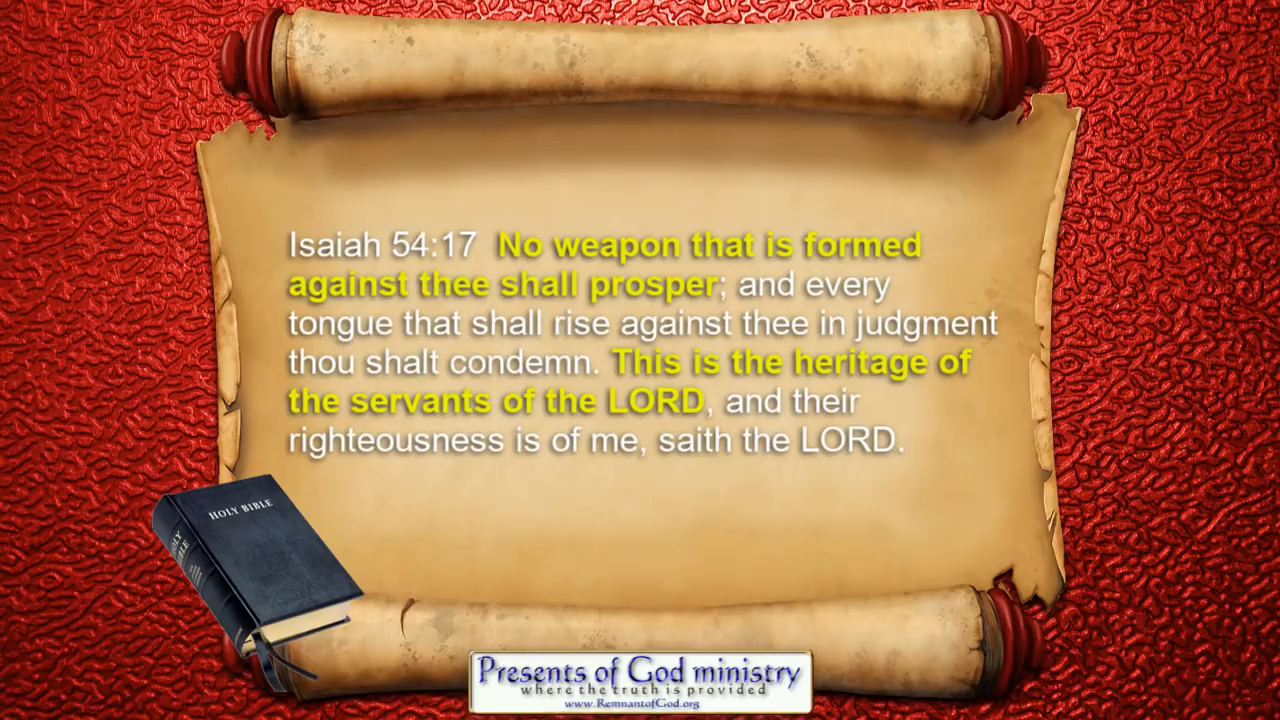 Isaiah 54:17  No weapon that is formed
against thee shall prosper; and every
tongue that shall rise against thee in judgment
thou shalt condemn. This is the heritage of
the servants of the LORD, and their
righteousness is of me, saith the LORD.
HOLY BIBLE
HOLY BIBLE
Presents of God ministry
where the truth is provided
www.RemnantofGod.org